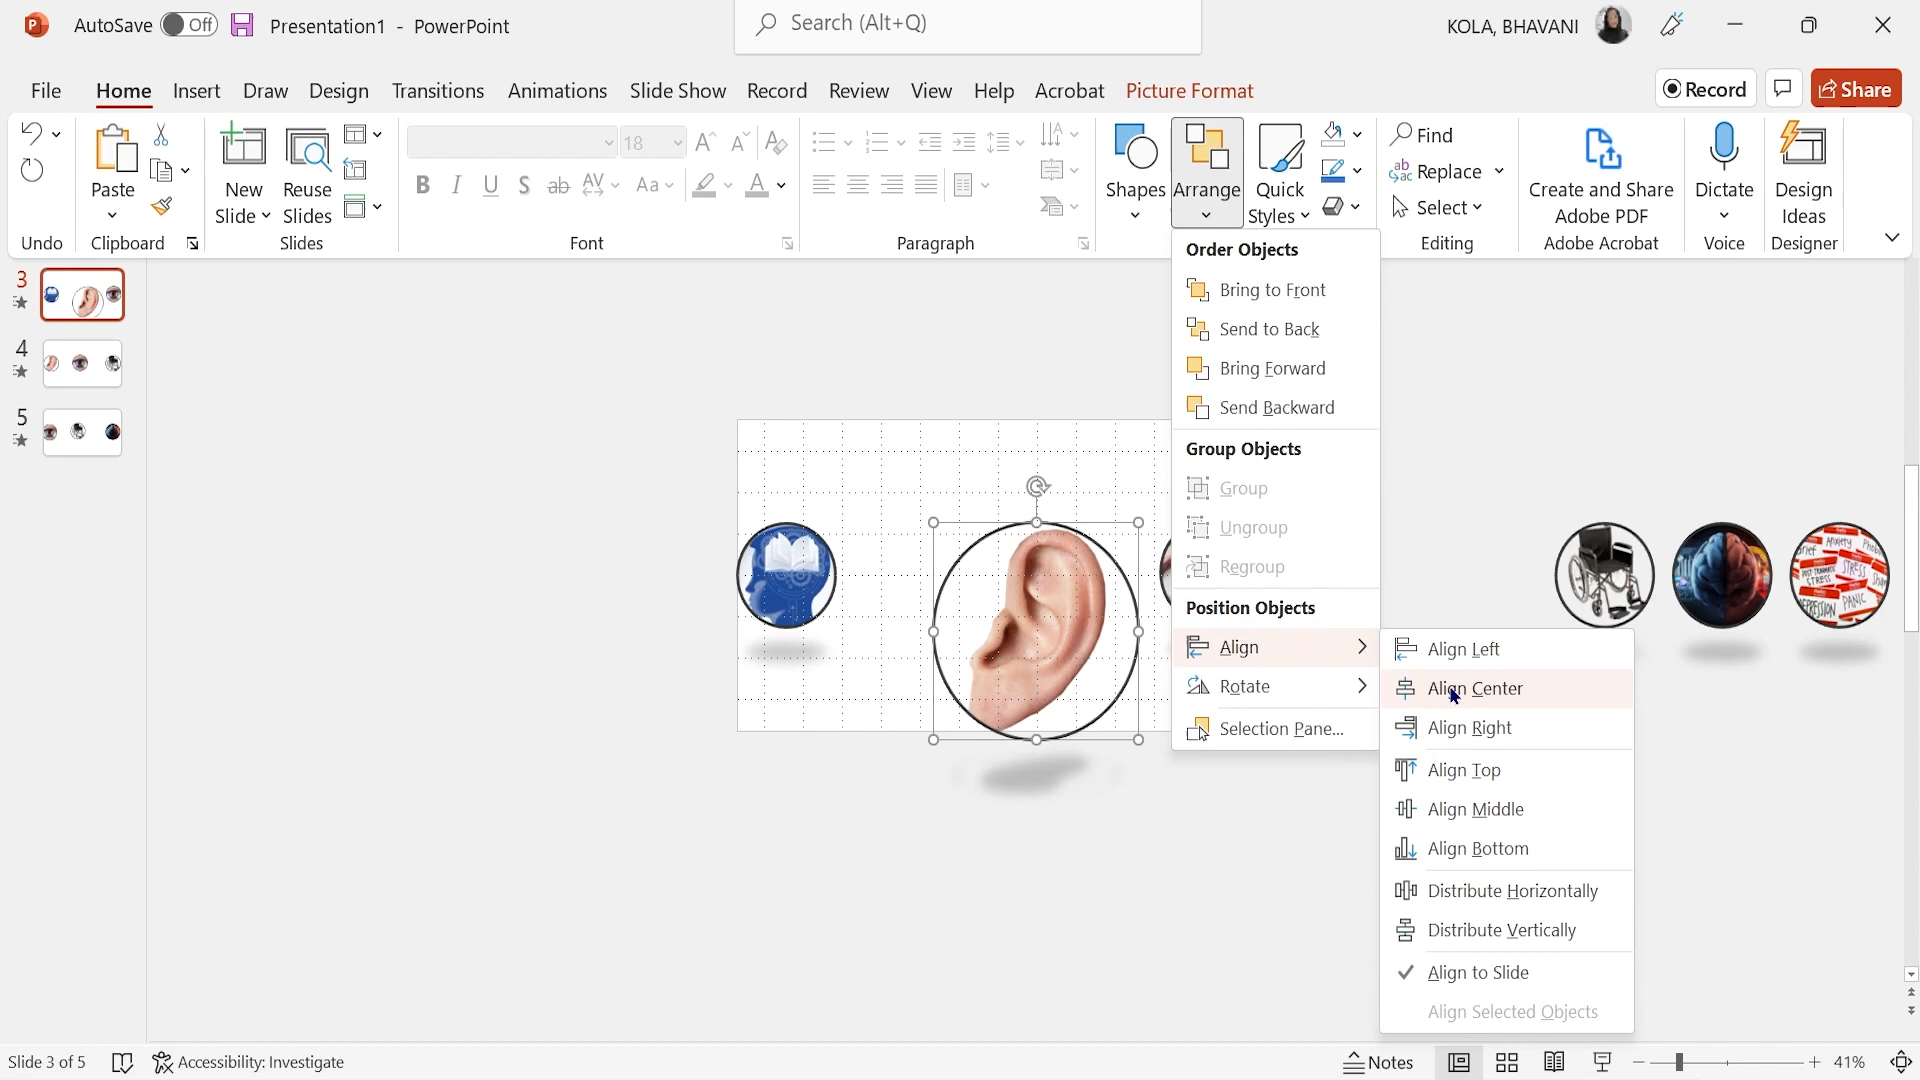 AutoSave Off Presentation1 - PowerPoint Search (Alt+Q) KOLA, BHAVANI
File Home Insert Draw Design Transitions Animations Slide Show Record Review View Help Acrobat Picture Format Record Share
Undo
Paste
Clipboard
New Slide
Reuse Slides
Slides
18
Font
Paragraph
Shapes
Arrange
Quick Styles
Find
Replace
Select
Editing
Create and Share Adobe PDF
Adobe Acrobat
Dictate
Voice
Design Ideas
Designer
3
4
5
Order Objects
Bring to Front
Send to Back
Bring Forward
Send Backward
Group Objects
Group
Ungroup
Regroup
Position Objects
Align
Rotate
Selection Pane...
Align Left
Align Center
Align Right
Align Top
Align Middle
Align Bottom
Distribute Horizontally
Distribute Vertically
Align to Slide
Align Selected Objects
Anxiety
STRESS
PANIC
Slide 3 of 5 Accessibility: Investigate Notes 41%